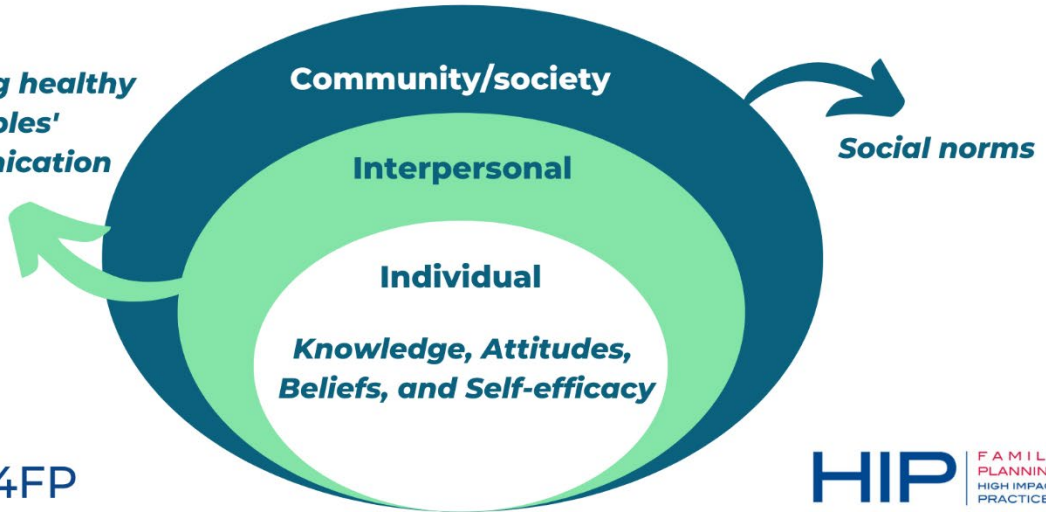 Community/society
g healthy
ples'
nication
Social norms
Interpersonal
Individual
Knowledge, Attitudes,
Beliefs, and Self-efficacy
4FP
HIP
FAMIL
PLANNIN
HIGH IMPAC
PRACTICE